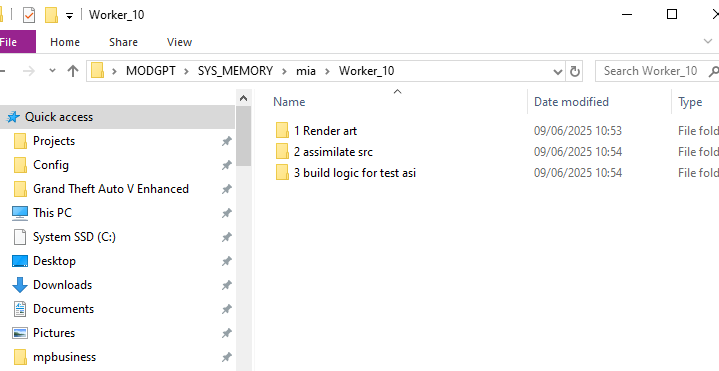 Worker_10
File
Home
Share
View
MODGPT > SYS_MEMORY > mia > Worker_10
Search Worker_10
Quick access
Projects
Config
Grand Theft Auto V Enhanced
This PC
System SSD (C:)
Desktop
Downloads
Documents
Pictures
mpbusiness
Name Date modified Type
1 Render art 09/06/2025 10:53 File fold
2 assimilate src 09/06/2025 10:54 File fold
3 build logic for test asi 09/06/2025 10:54 File fold